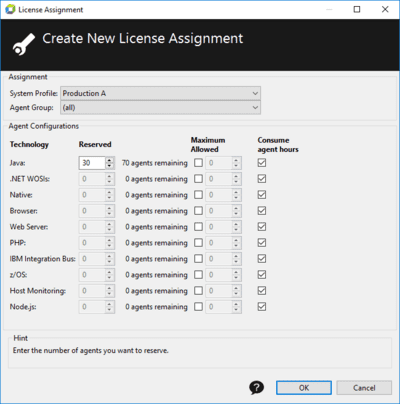 License Assignment
Create New License Assignment
Assignment
System Profile: Production A
Agent Group: (all)
Agent Configurations
Technology Reserved Maximum Allowed Consume agent hours
Java: 30 70 agents remaining 0
.NET WOSIs: 0 0 agents remaining 0
Native: 0 0 agents remaining 0
Browser: 0 0 agents remaining 0
Web Server: 0 0 agents remaining 0
PHP: 0 0 agents remaining 0
IBM Integration Bus: 0 0 agents remaining 0
z/OS: 0 0 agents remaining 0
Host Monitoring: 0 0 agents remaining 0
Node.js: 0 0 agents remaining 0
Hint
Enter the number of agents you want to reserve.
? OK Cancel